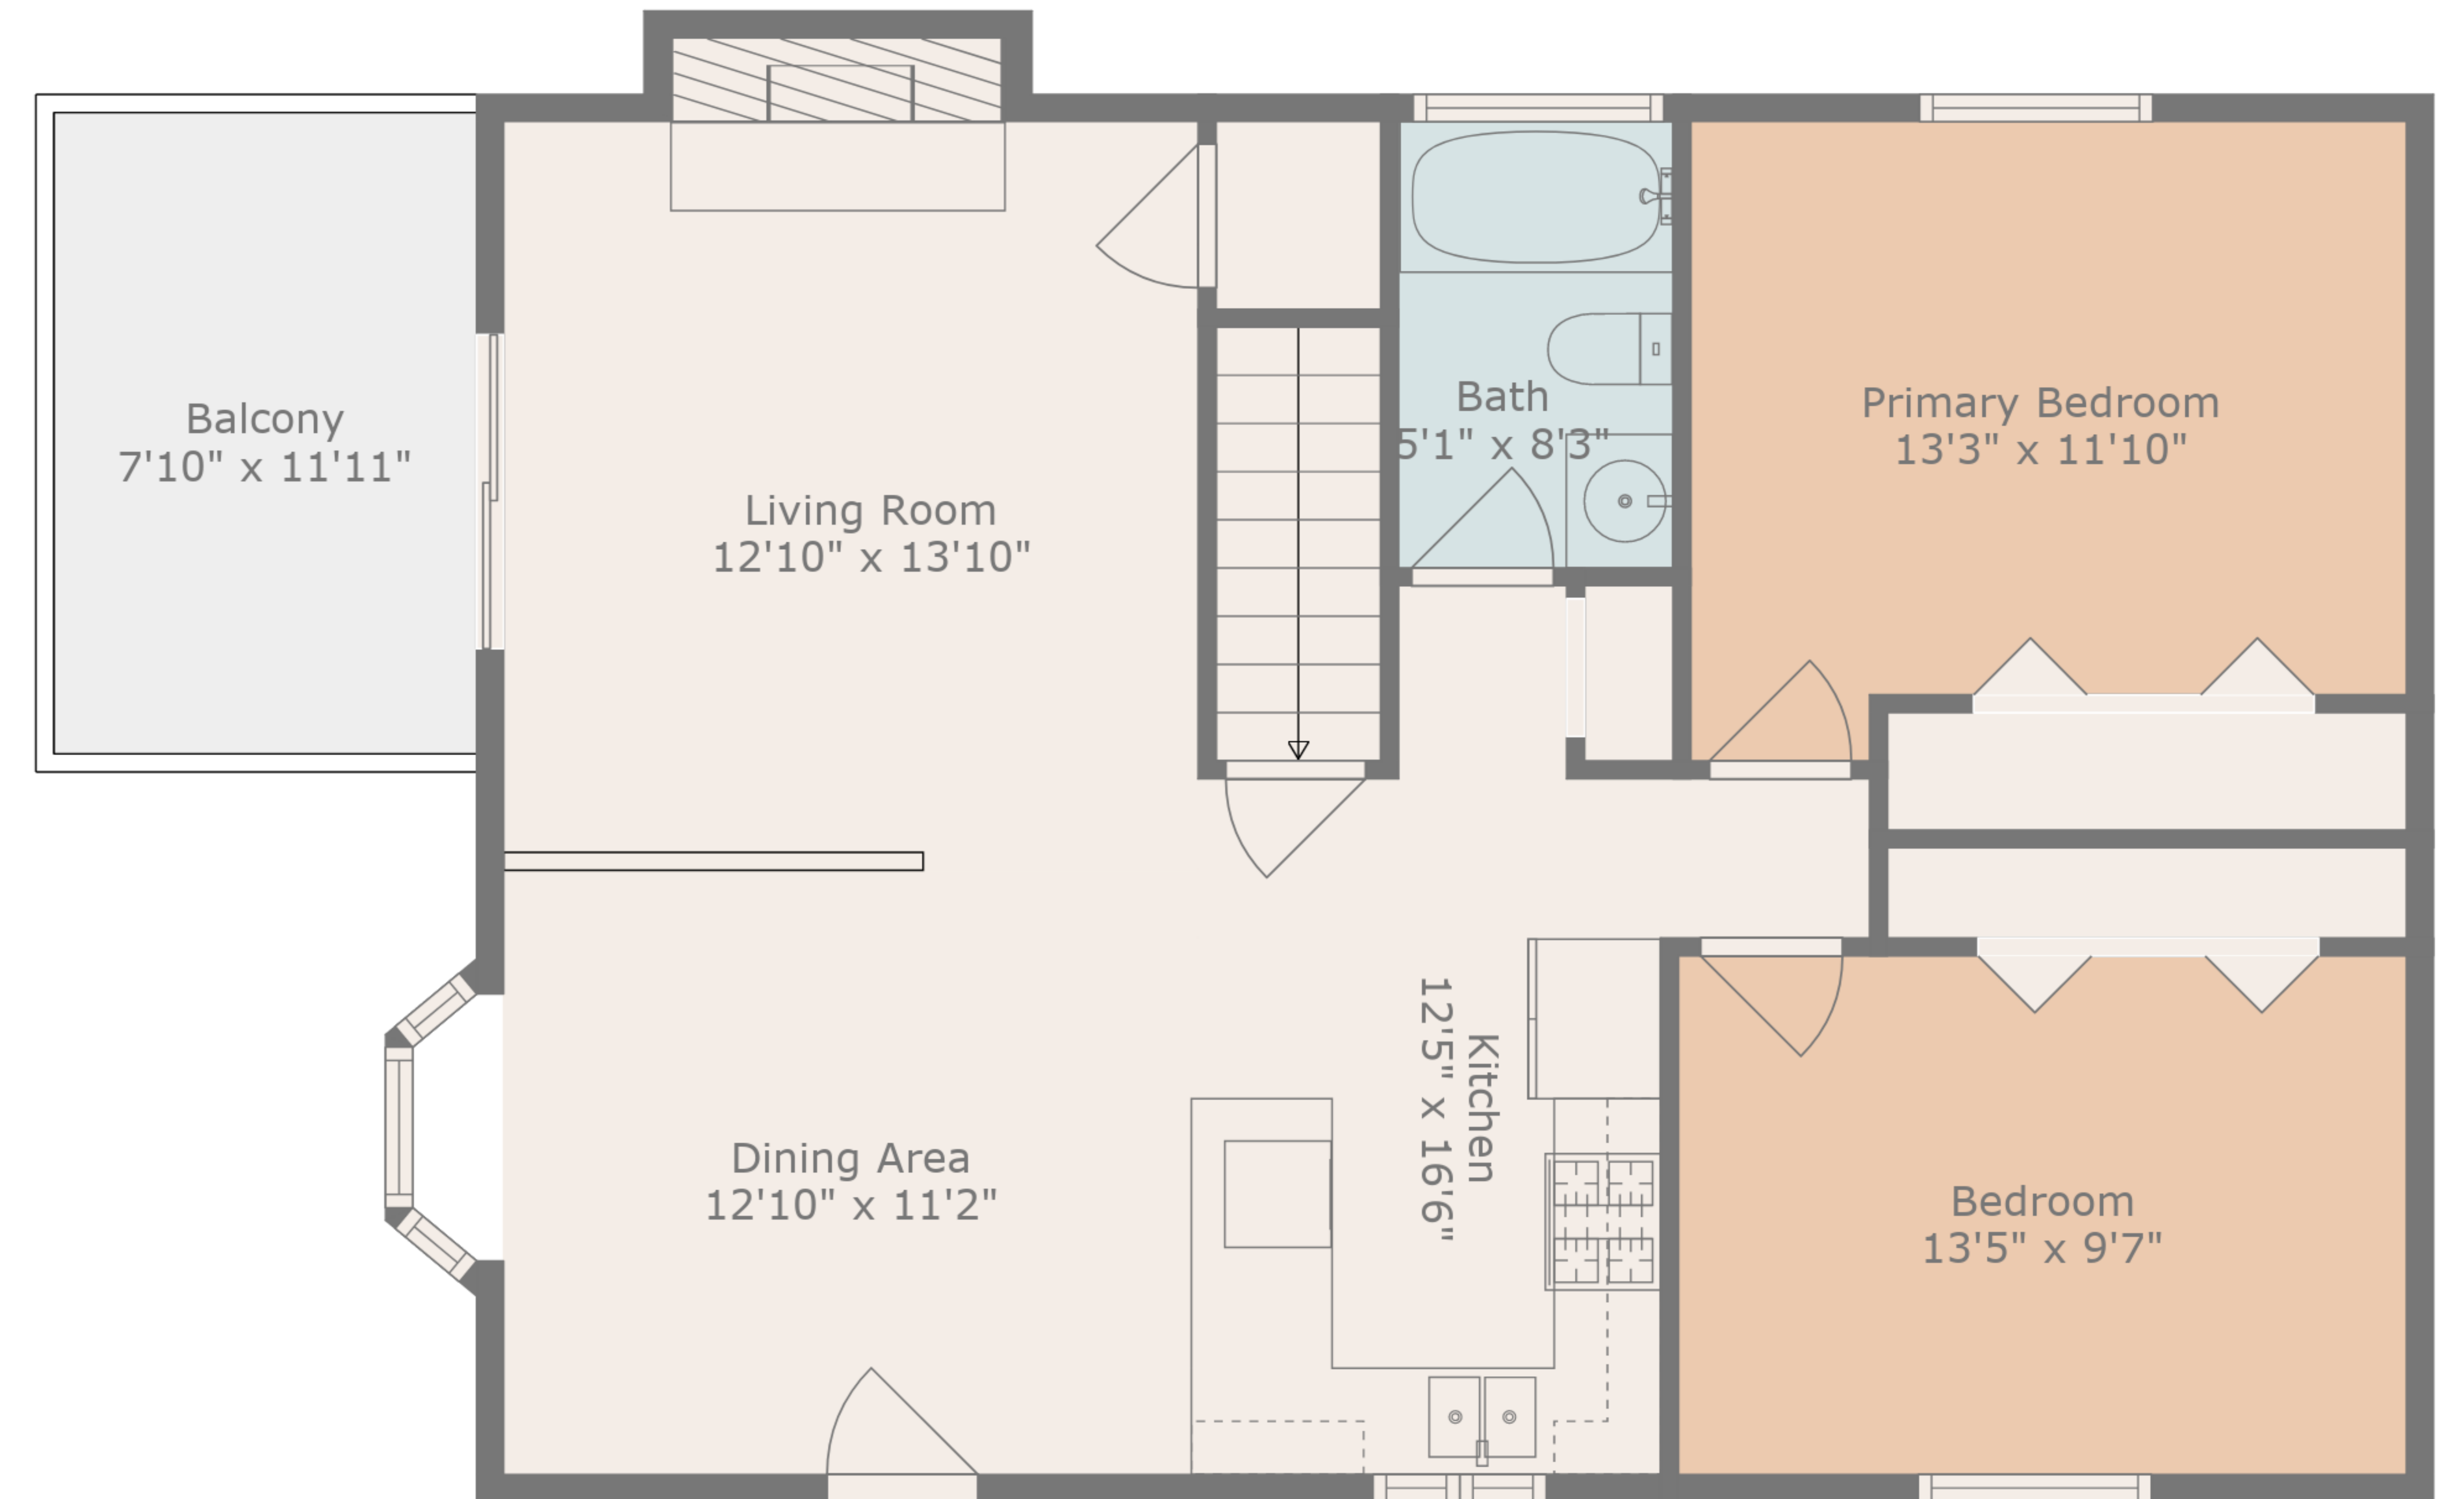 Balcony
7'10" x 11'11"
Living Room
12'10" x 13'10"
Bath
5'1" x 8'3"
Primary Bedroom
13'3" x 11'10"
Dining Area
12'10" x 11'2"
Kitchen
12'5" x 16'6"
Bedroom
13'5" x 9'7"